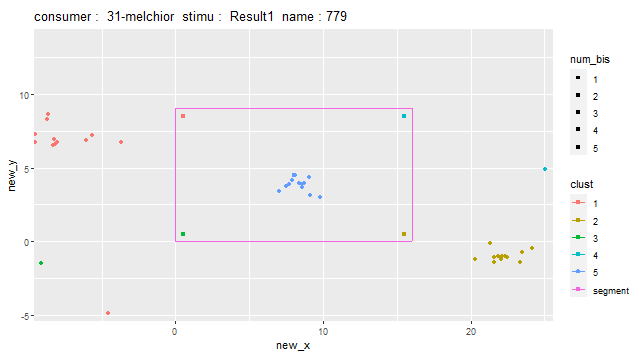 consumer :  31-melchior  stimu :  Result1  name : 779
10
5
0
-5
new_y
0
10
20
new_x
num_bis
1
2
3
4
5
clust
1
2
3
4
5
segment